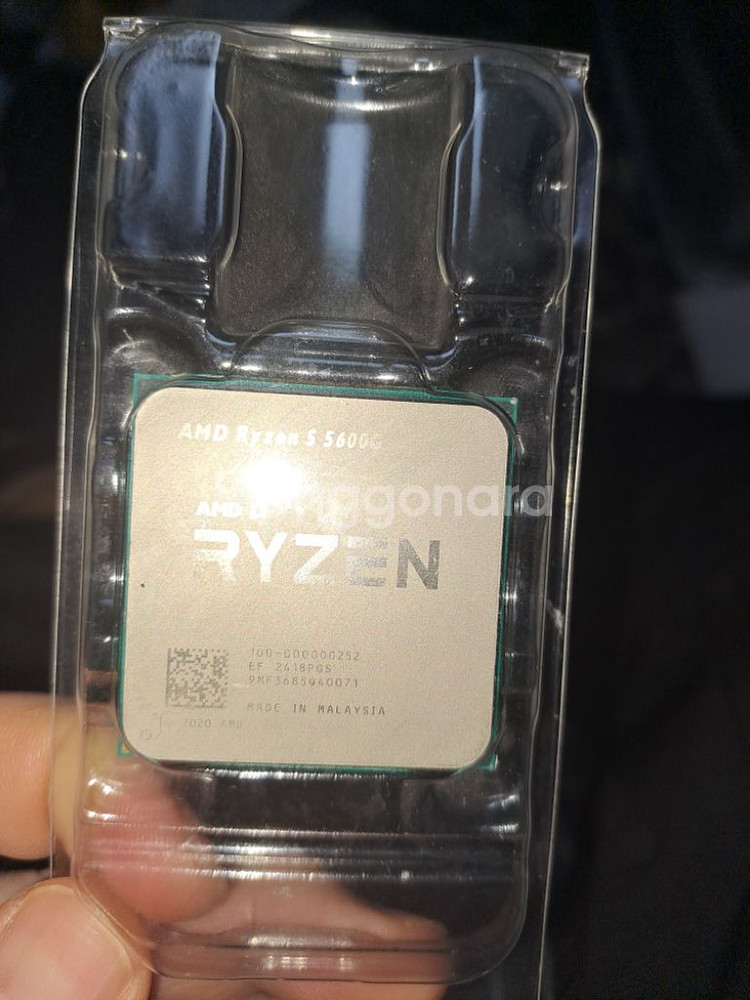 AMD Ryzen 5 5600G
AMD
RYZEN
100-000000252
EF 2418PGS
9MF3685Q40071
MADE IN MALAYSIA
2020 AMD